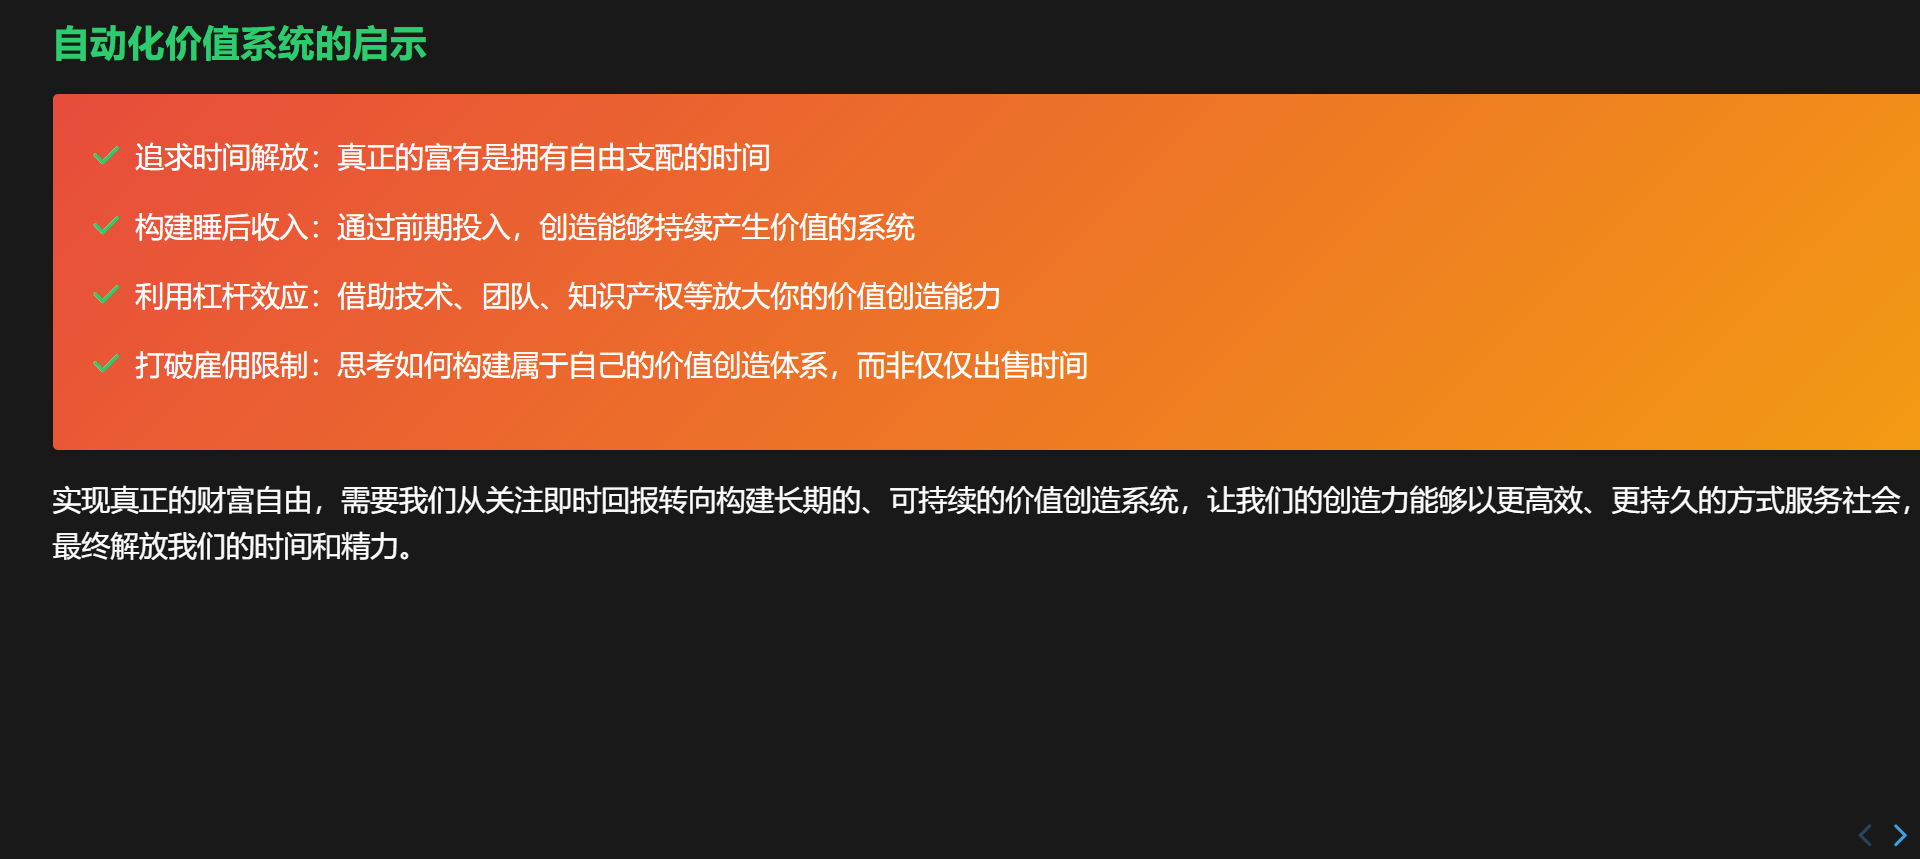 自动化价值系统的启示
追求时间解放：真正的富有是拥有自由支配的时间
构建睡后收入：通过前期投入，创造能够持续产生价值的系统
利用杠杆效应：借助技术、团队、知识产权等放大你的价值创造能力
打破雇佣限制：思考如何构建属于自己的价值创造体系，而非仅仅出售时间
实现真正的财富自由，需要我们从关注即时回报转向构建长期的、可持续的价值创造系统，让我们的创造力能够以更高效、更持久的方式服务社会，
最终解放我们的时间和精力。